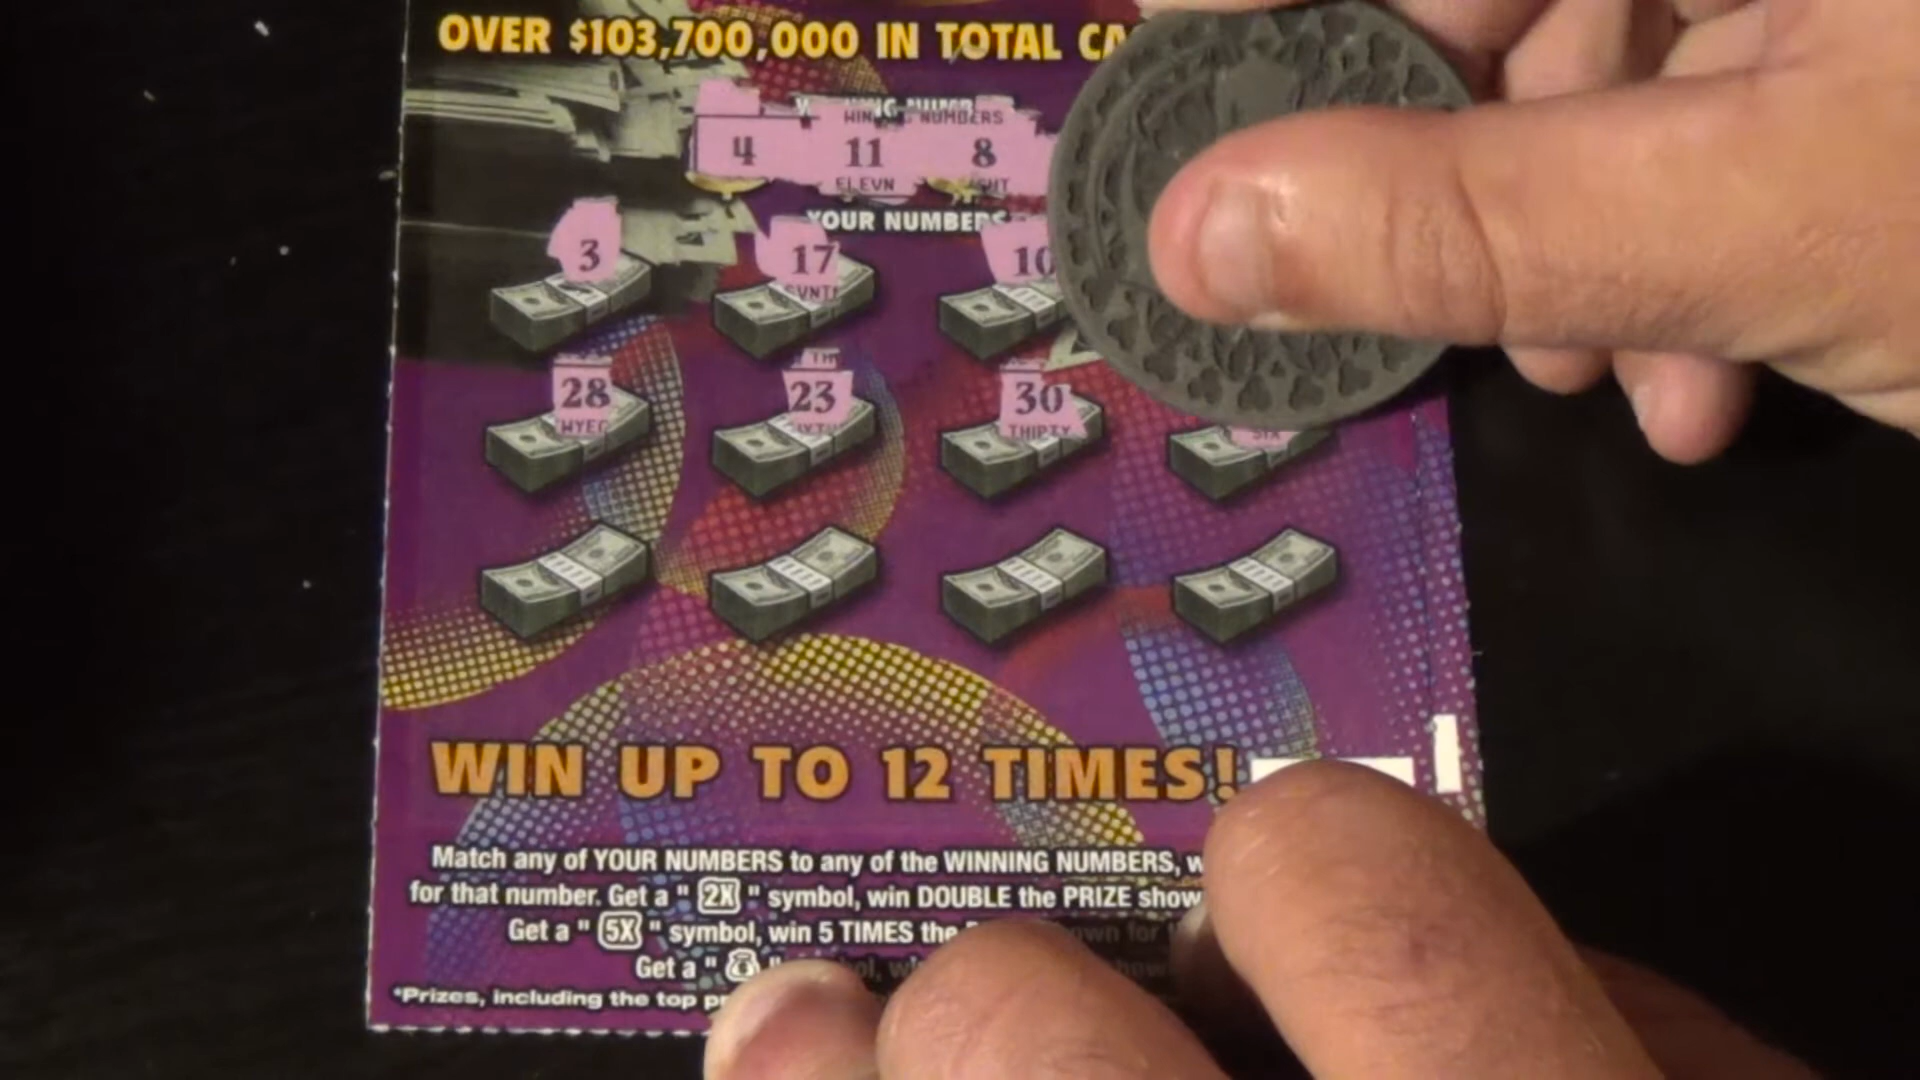 OVER $103,700,000 IN TOTAL
WINNING NUMBERS
4 11 8
ELEVN
YOUR NUMBERS
3 17 10
28 23 30
THIRTY SIX
WIN UP TO 12 TIMES!
Match any of YOUR NUMBERS to any of the WINNING NUMBERS,
for that number. Get a " 2X " symbol, win DOUBLE the PRIZE
Get a " 5X " symbol, win 5 TIMES the
Get a "
*Prizes, including the top